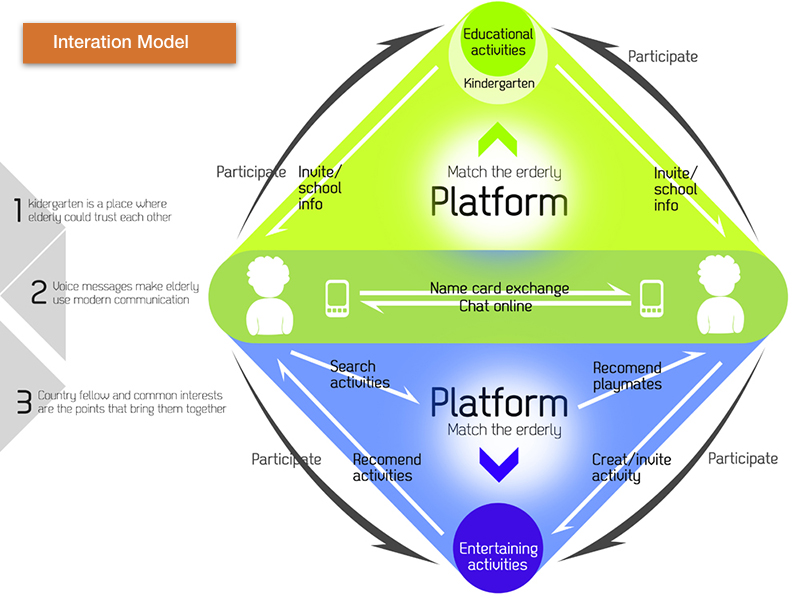 Interation Model
Educational
activities
Kindergarten
Participate
Participate
Invite/
school
info
Invite/
school
info
Match the erderly
Platform
1
kidergarten is a place where
elderly could trust each other
2
Voice messages make elderly
use modern communication
3
Country fellow and common interests
are the points that bring them together
Name card exchange
Chat online
Search
activities
Recomend
playmates
Platform
Match the erderly
Participate
Recomend
activities
Creat/invite
activity
Participate
Entertaining
activities